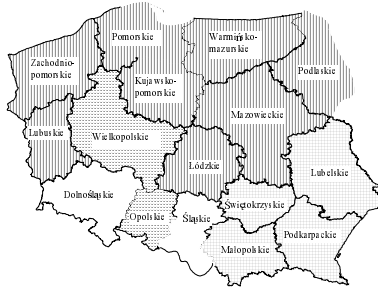 Pomorskie
Warmińsko-
mazurskie
Zachodnio-
pomorskie
Podlaskie
Kujawsko-
pomorskie
Mazowieckie
Lubuskie
Wielkopolskie
Łódzkie
Lubelskie
Dolnośląskie
Świętokrzyskie
Opolskie
Śląskie
Podkarpackie
Małopolskie